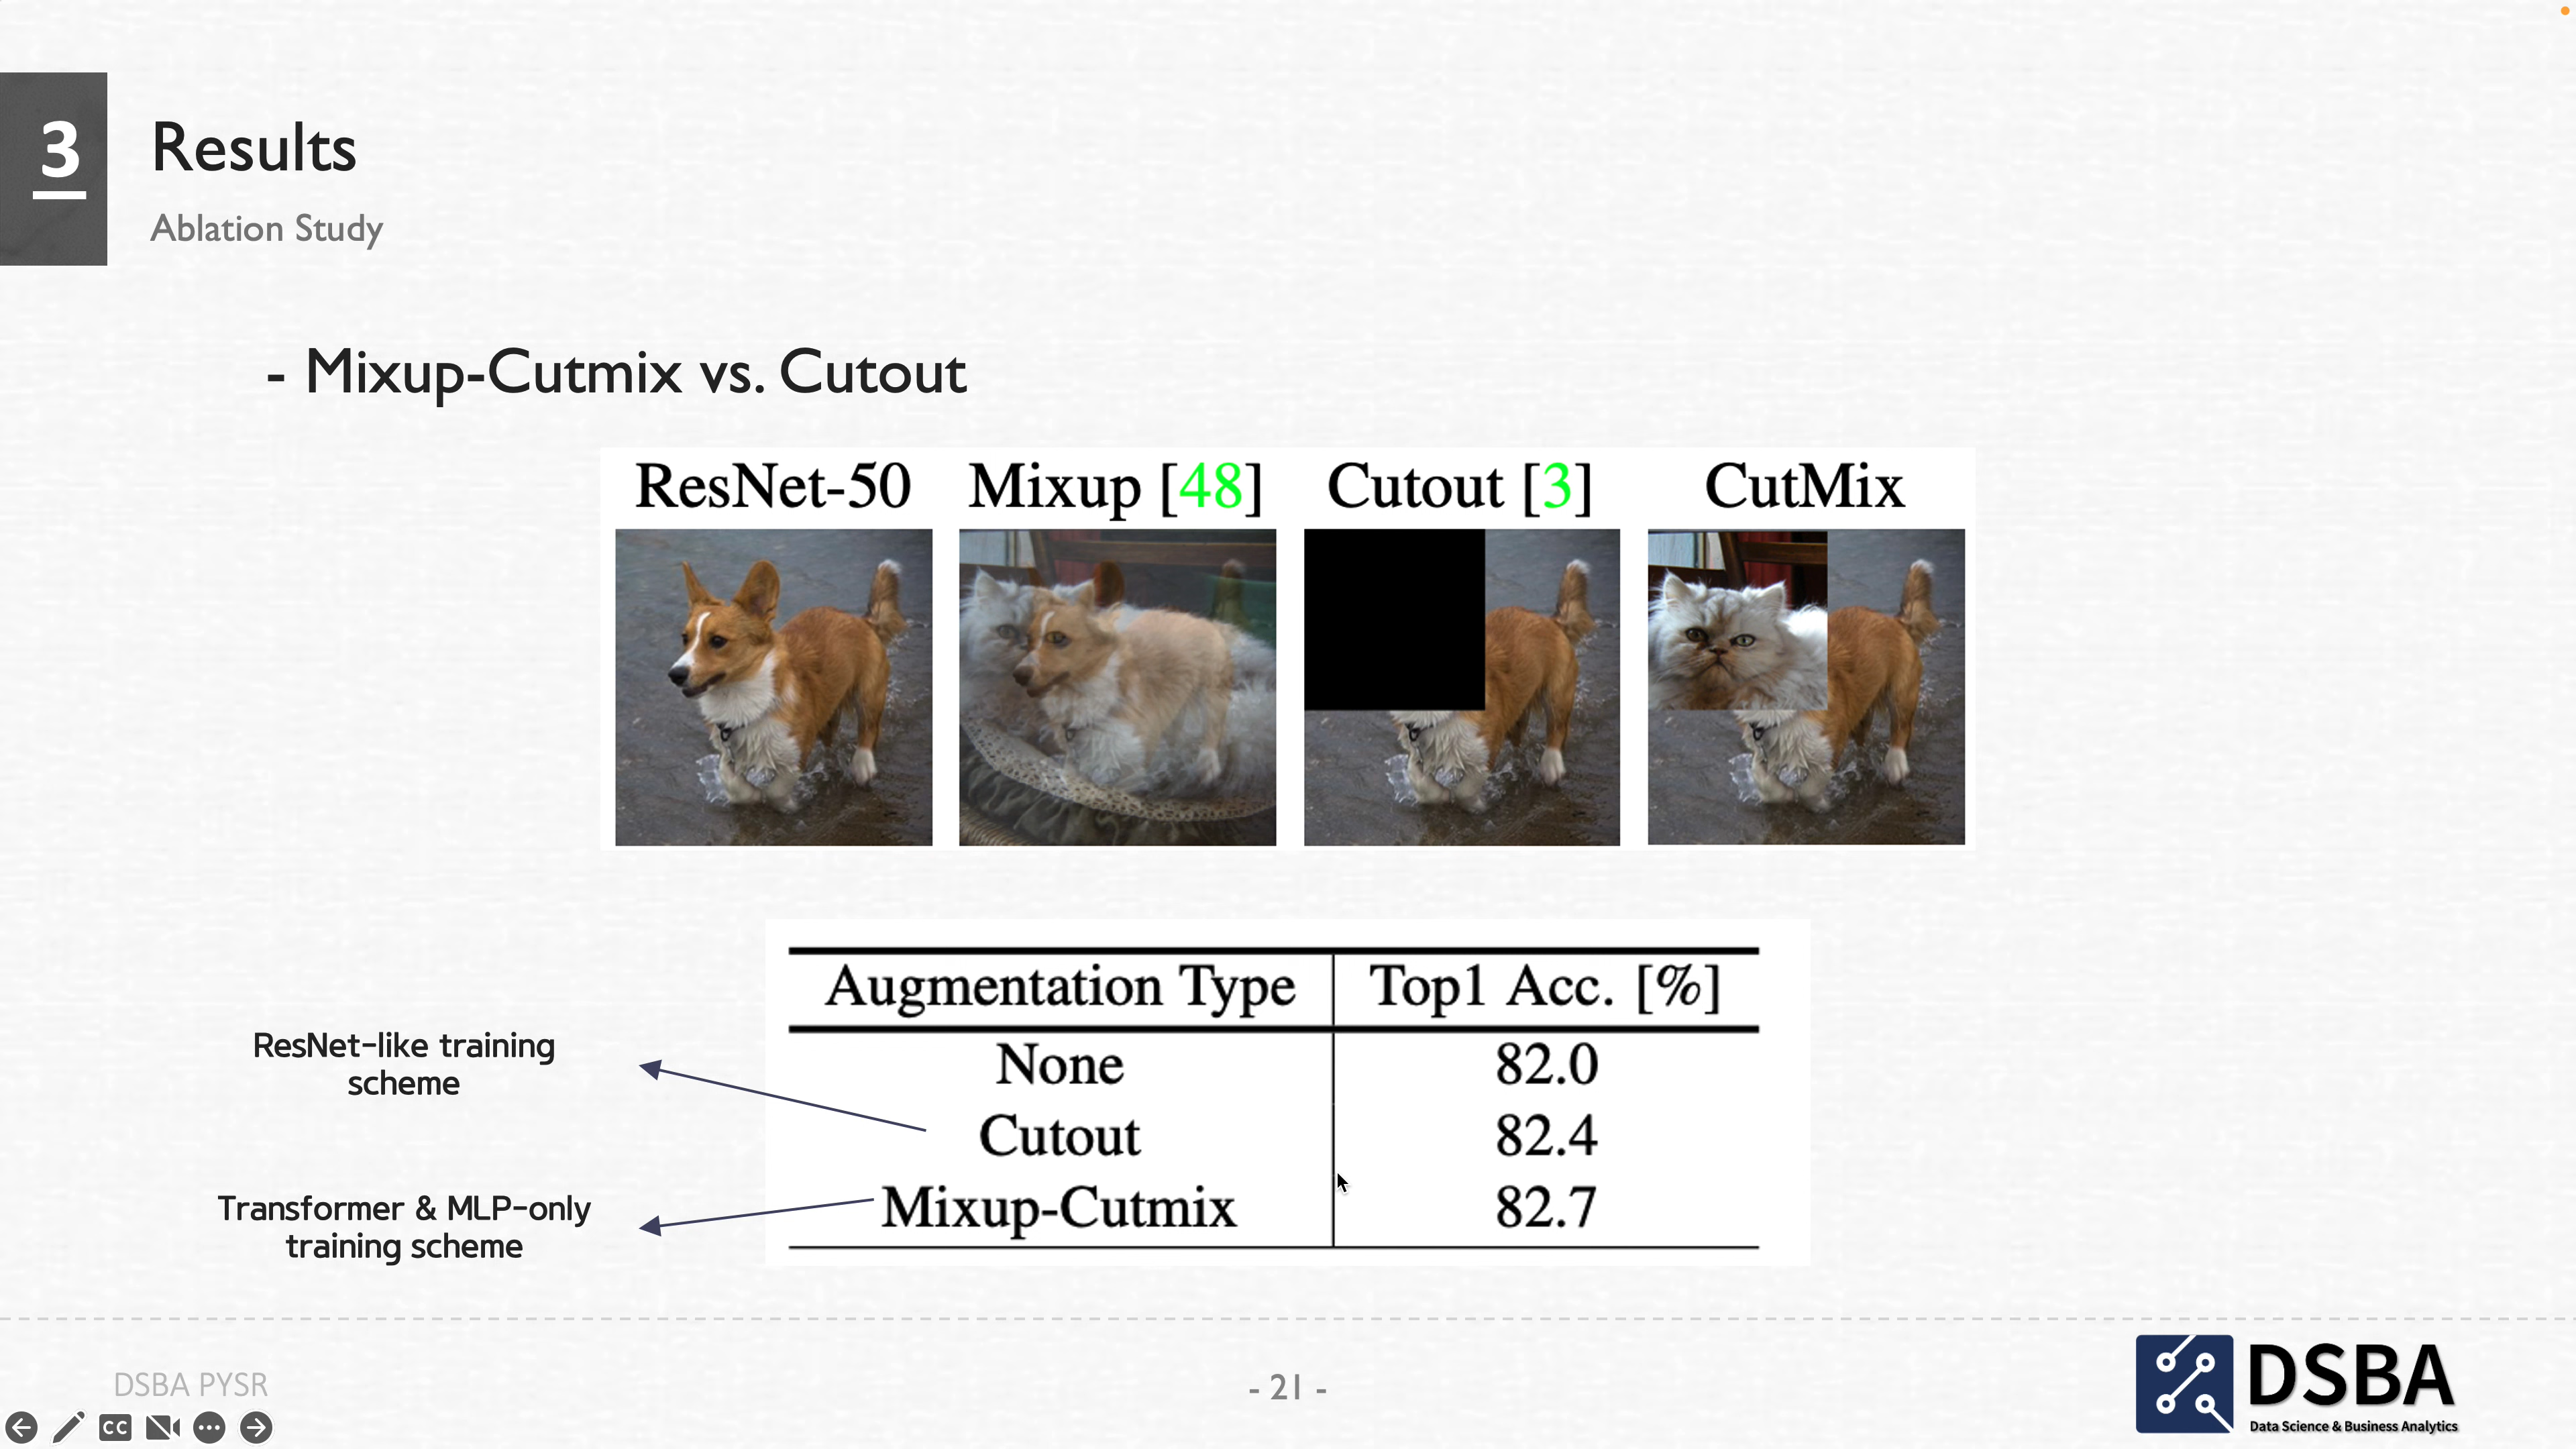 3
Results
Ablation Study
- Mixup-Cutmix vs. Cutout
ResNet-50 Mixup [48] Cutout [3] CutMix
Augmentation Type Top1 Acc. [%]
None 82.0
Cutout 82.4
Mixup-Cutmix 82.7
ResNet-like training
scheme
Transformer & MLP-only
training scheme
DSBA PYSR
- 21 -
DSBA
Data Science & Business Analytics
CC